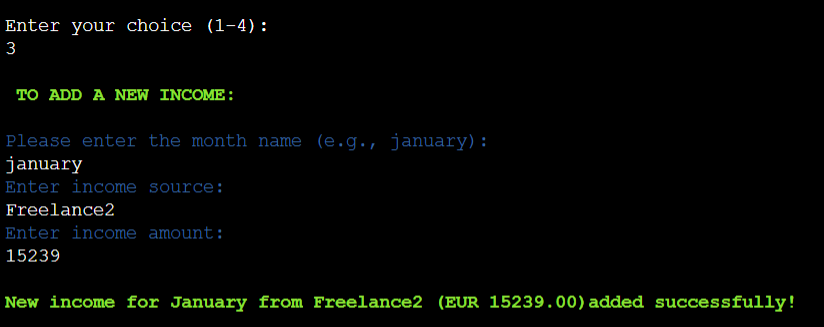 Enter your choice (1-4):
3
TO ADD A NEW INCOME:
Please enter the month name (e.g., january):
january
Enter income source:
Freelance2
Enter income amount:
15239
New income for January from Freelance2 (EUR 15239.00)added successfully!